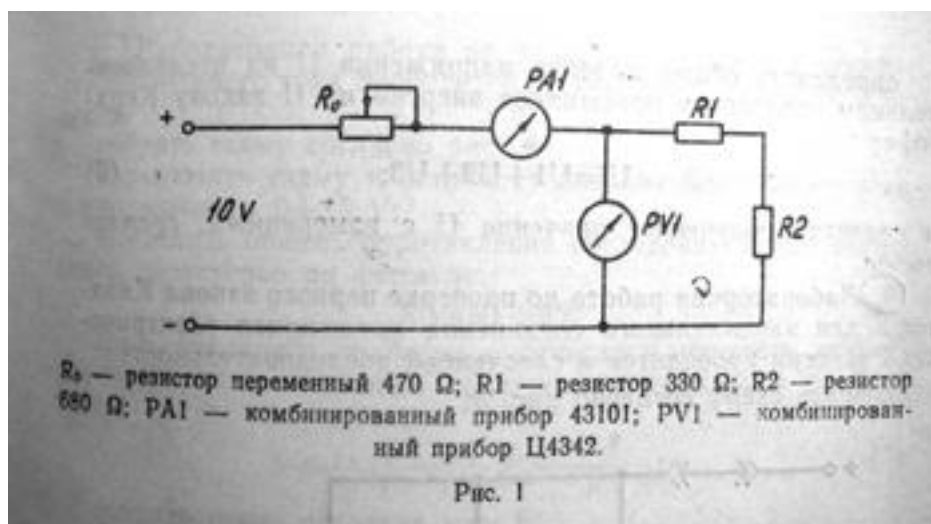 PA1
R₀
R1
+
10V
PV1
R2
−
R₀ — резистор переменный 470 Ω; R1 — резистор 330 Ω; R2 — резистор
680 Ω; PA1 — комбинированный прибор 43101; PV1 — комбинирован-
ный прибор Ц4342.
Рис. 1